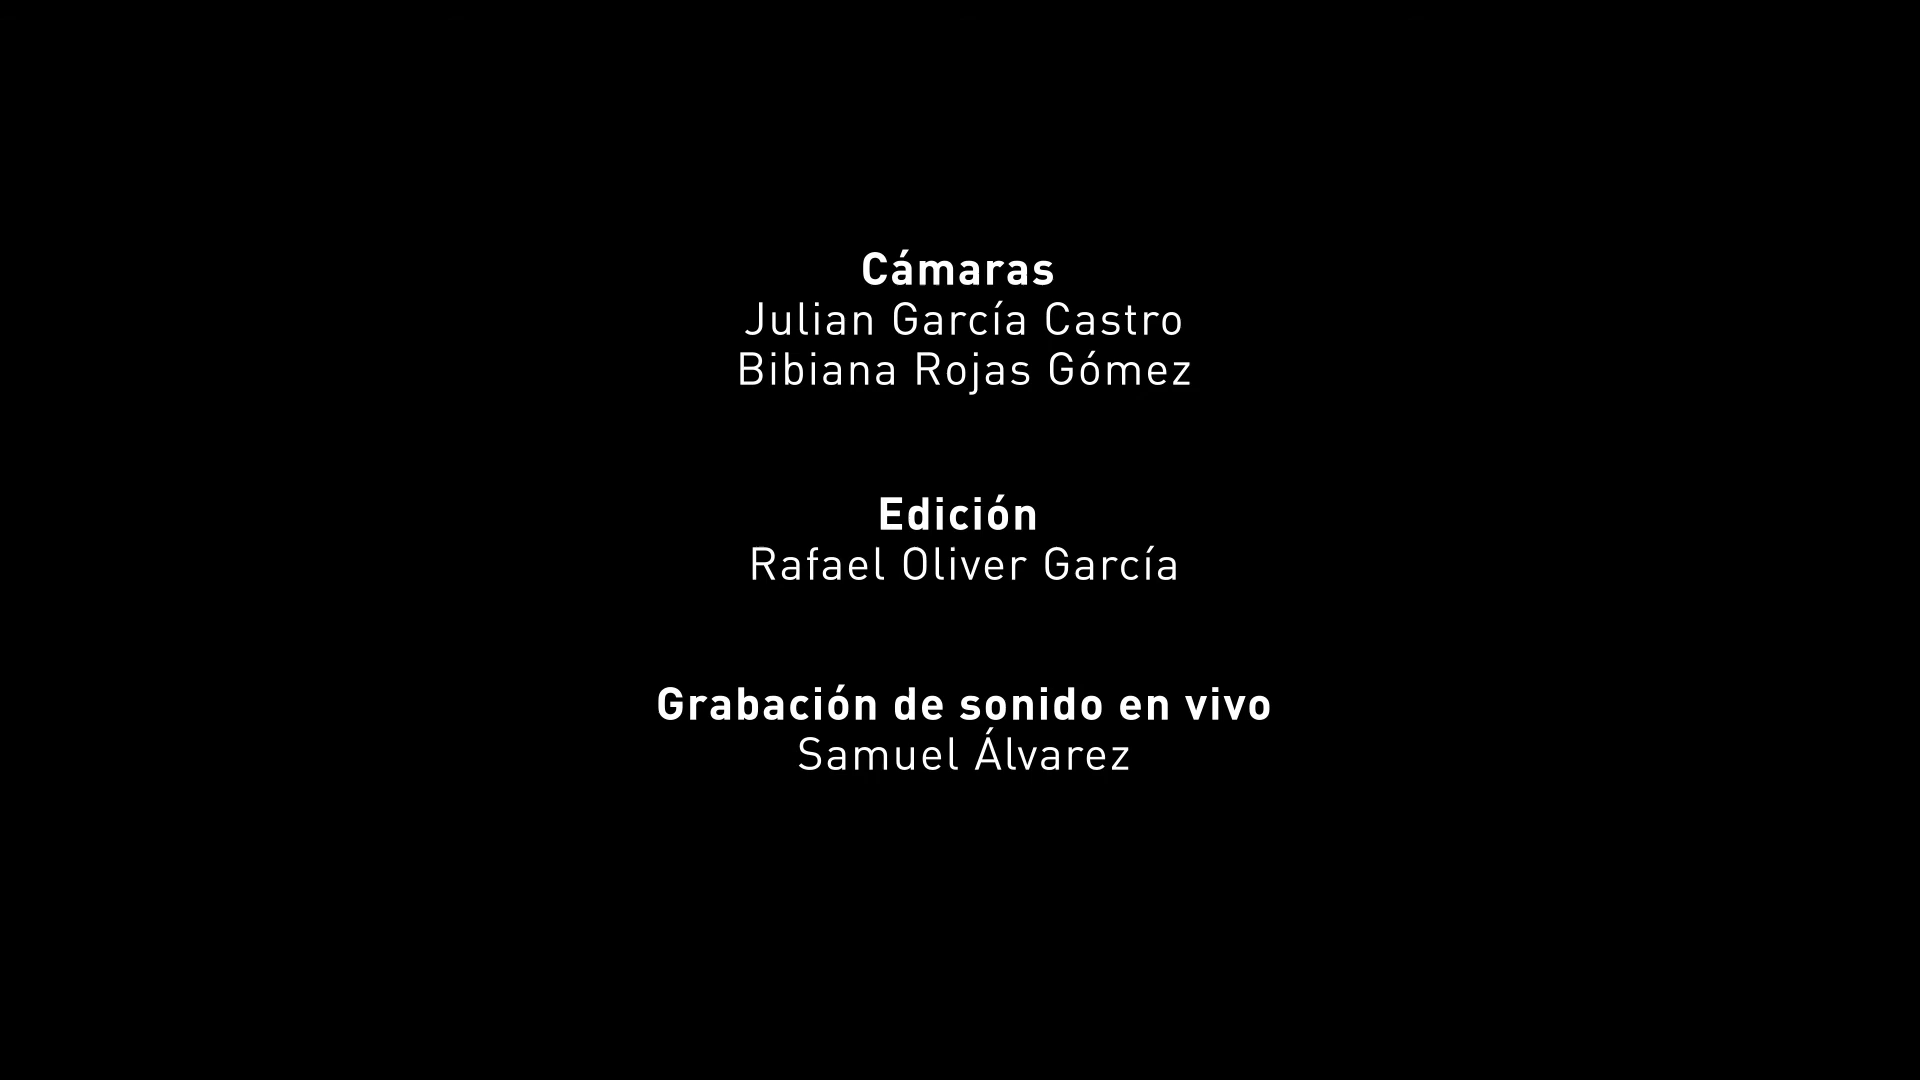 Cámaras
Julian García Castro
Bibiana Rojas Gómez
Edición
Rafael Oliver García
Grabación de sonido en vivo
Samuel Álvarez